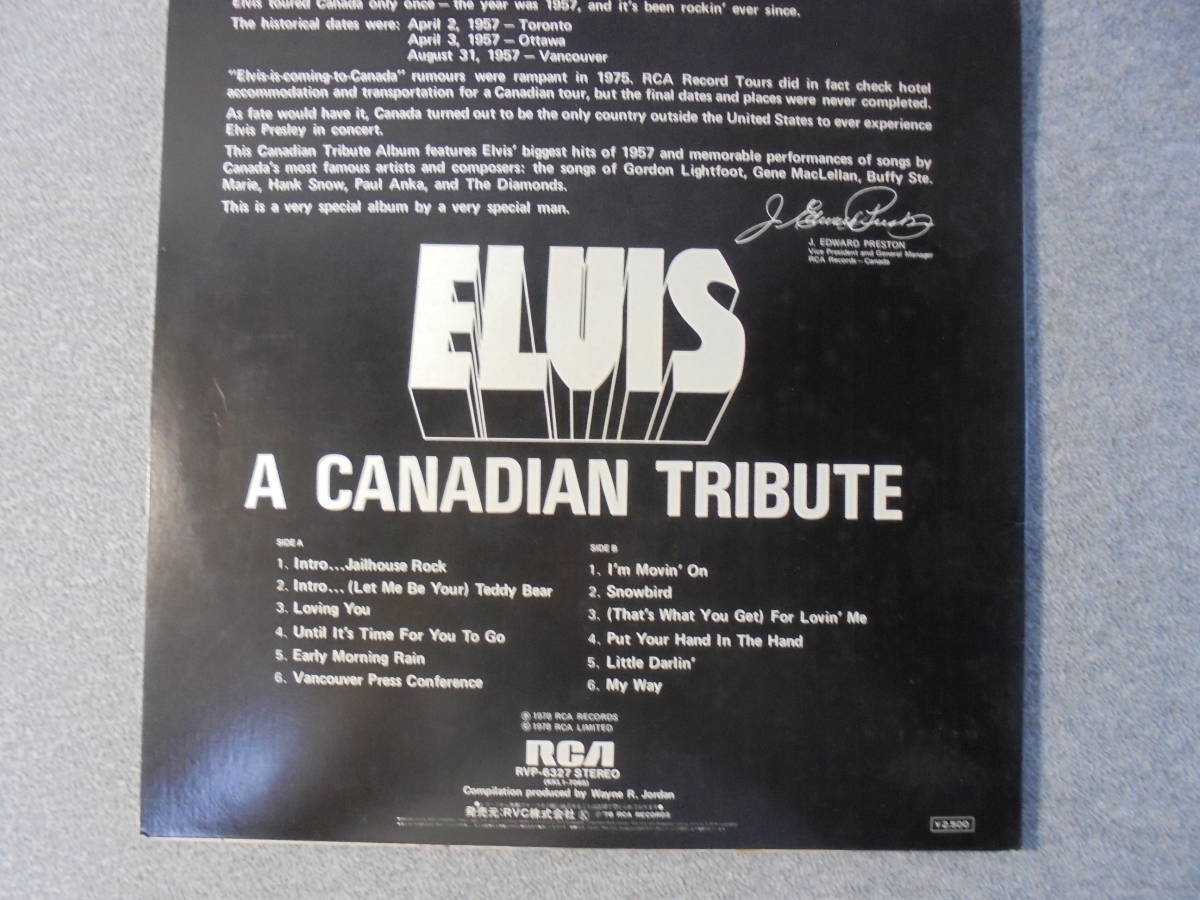 Elvis toured Canada only once – the year was 1957, and it's been rockin' ever since.
The historical dates were: April 2, 1957 – Toronto
April 3, 1957 – Ottawa
August 31, 1957 – Vancouver
"Elvis-is-coming-to-Canada" rumours were rampant in 1975. RCA Record Tours did in fact check hotel
accommodation and transportation for a Canadian tour, but the final dates and places were never completed.
As fate would have it, Canada turned out to be the only country outside the United States to ever experience
Elvis Presley in concert.
This Canadian Tribute Album features Elvis' biggest hits of 1957 and memorable performances of songs by
Canada's most famous artists and composers: the songs of Gordon Lightfoot, Gene MacLellan, Buffy Ste.
Marie, Hank Snow, Paul Anka, and The Diamonds.
This is a very special album by a very special man.
J. Edward Preston
J. EDWARD PRESTON
Vice President and General Manager
RCA Records – Canada
ELVIS
A CANADIAN TRIBUTE
SIDE A
1. Intro...Jailhouse Rock
2. Intro... (Let Me Be Your) Teddy Bear
3. Loving You
4. Until It's Time For You To Go
5. Early Morning Rain
6. Vancouver Press Conference
SIDE B
1. I'm Movin' On
2. Snowbird
3. (That's What You Get) For Lovin' Me
4. Put Your Hand In The Hand
5. Little Darlin'
6. My Way
℗ 1978 RCA RECORDS
© 1978 RCA LIMITED
RCA
RVP-6327 STEREO
(KKL1-7065)
Compilation produced by Wayne R. Jordan
発売元:RVC株式会社 Ⓚ ℗'78 RCA RECORDS
¥2,500